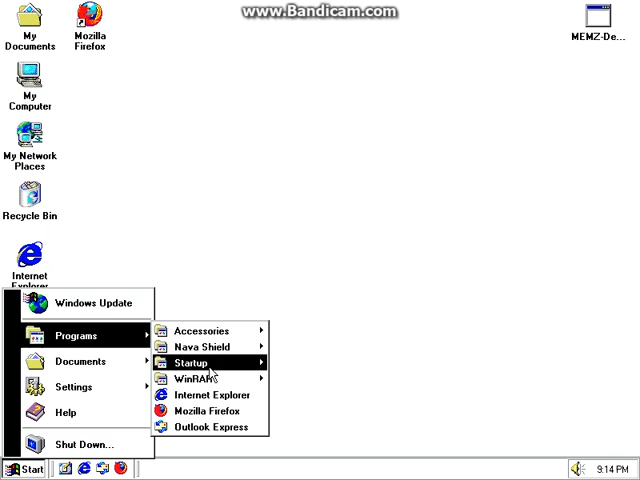 www.Bandicam.com
My
Documents
Mozilla
Firefox
MEMZ-De...
My
Computer
My Network
Places
Recycle Bin
Internet
Explorer
Windows Update
Programs
Documents
Settings
Help
Shut Down...
Accessories
Nava Shield
Startup
WinRAR
Internet Explorer
Mozilla Firefox
Outlook Express
Start
9:14 PM